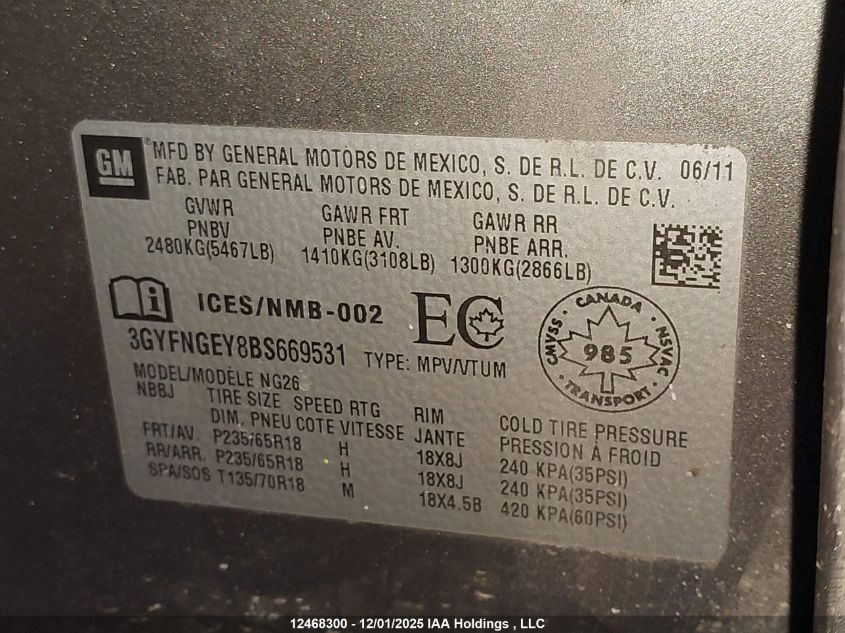 GM
MFD BY GENERAL MOTORS DE MEXICO, S. DE R.L. DE C.V. 06/11
FAB. PAR GENERAL MOTORS DE MEXICO, S. DE R.L. DE C.V.
GVWR GAWR FRT GAWR RR
PNBV PNBE AV. PNBE ARR.
2480KG(5467LB) 1410KG(3108LB) 1300KG(2866LB)
i ICES/NMB-002 EC
CANADA CMVSS NSVAC 985 TRANSPORT
3GYFNGEY8BS669531 TYPE: MPV/VTUM
MODEL/MODÈLE NG26
NBBJ TIRE SIZE SPEED RTG RIM COLD TIRE PRESSURE
DIM. PNEU COTE VITESSE JANTE PRESSION À FROID
FRT/AV. P235/65R18 H 18X8J 240 KPA(35PSI)
RR/ARR. P235/65R18 H 18X8J 240 KPA(35PSI)
SPA/SOS T135/70R18 M 18X4.5B 420 KPA(60PSI)
12468300 - 12/01/2025 IAA Holdings , LLC